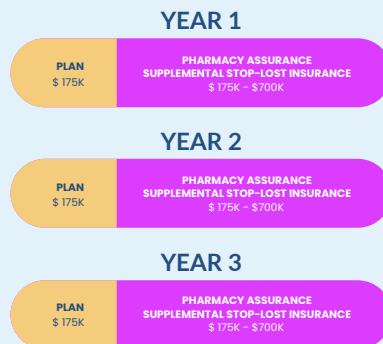 YEAR 1
PLAN
$ 175K
PHARMACY ASSURANCE
SUPPLEMENTAL STOP-LOST INSURANCE
$ 175K - $700K
YEAR 2
PLAN
$ 175K
PHARMACY ASSURANCE
SUPPLEMENTAL STOP-LOST INSURANCE
$ 175K - $700K
YEAR 3
PLAN
$ 175K
PHARMACY ASSURANCE
SUPPLEMENTAL STOP-LOST INSURANCE
$ 175K - $700K